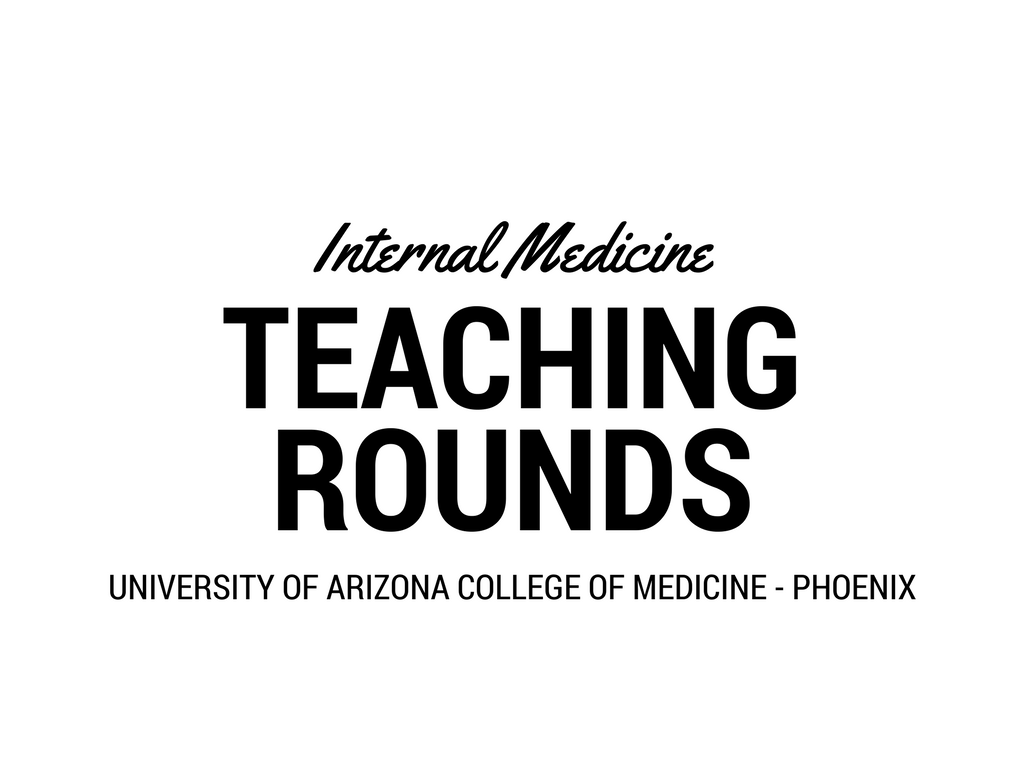 Internal Medicine
TEACHING
ROUNDS
UNIVERSITY OF ARIZONA COLLEGE OF MEDICINE - PHOENIX